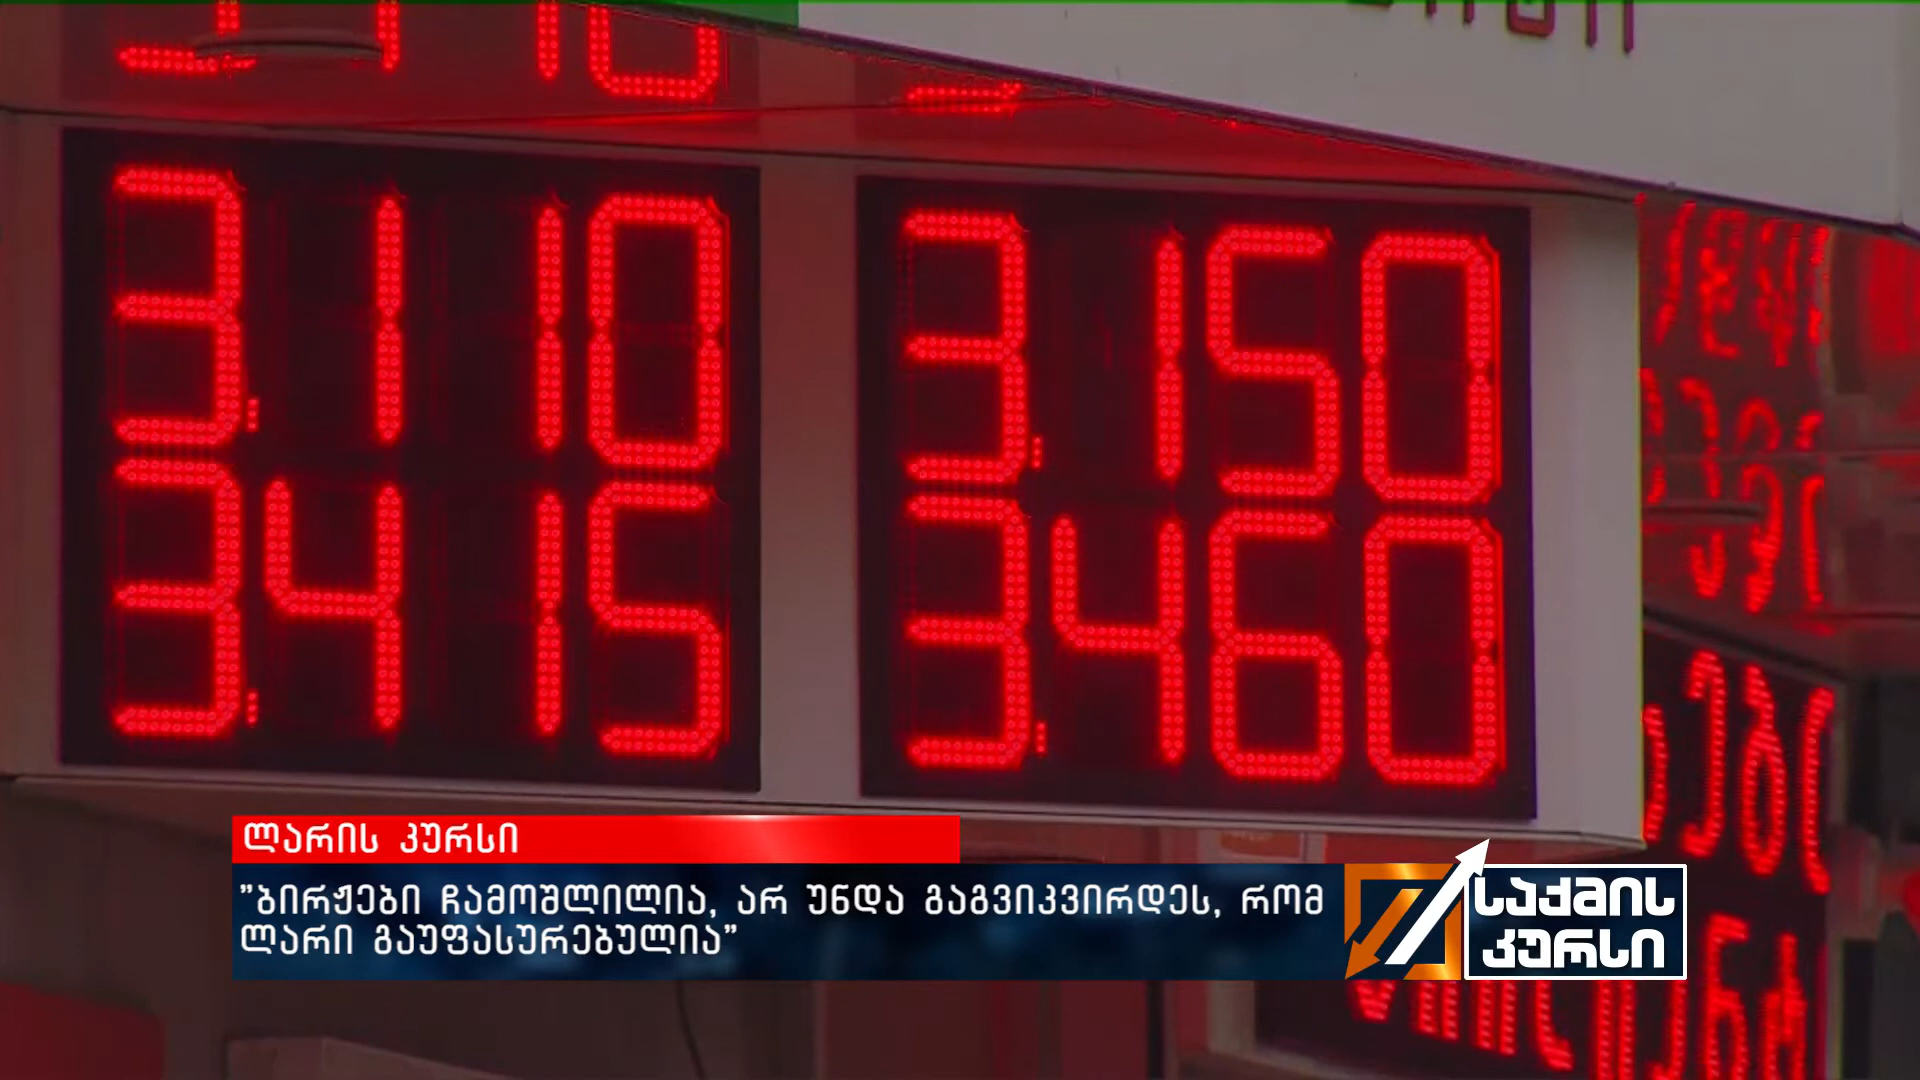 3.110 3.150
3.415 3.460
ლარის კურსი
"ბირჟები ჩამოშლილია, არ უნდა გაგვიკვირდეს, რომ
ლარი გაუფასურებულია"
საქმის
კურსი